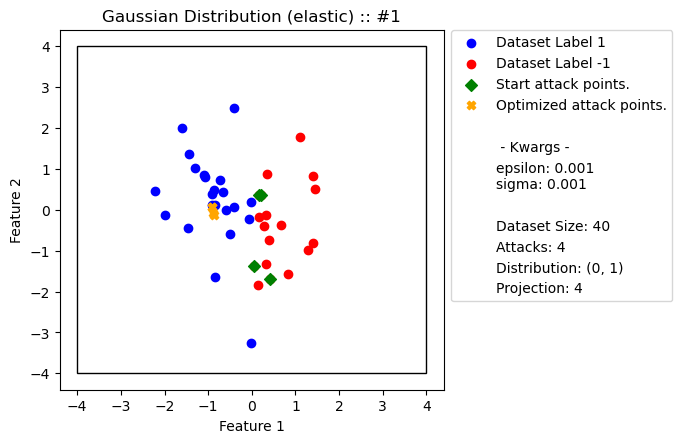 Gaussian Distribution (elastic) :: #1
Feature 2
4
3
2
1
0
−1
−2
−3
−4
−4 −3 −2 −1 0 1 2 3 4
Feature 1
Dataset Label 1
Dataset Label -1
Start attack points.
Optimized attack points.
- Kwargs -
epsilon: 0.001
sigma: 0.001
Dataset Size: 40
Attacks: 4
Distribution: (0, 1)
Projection: 4